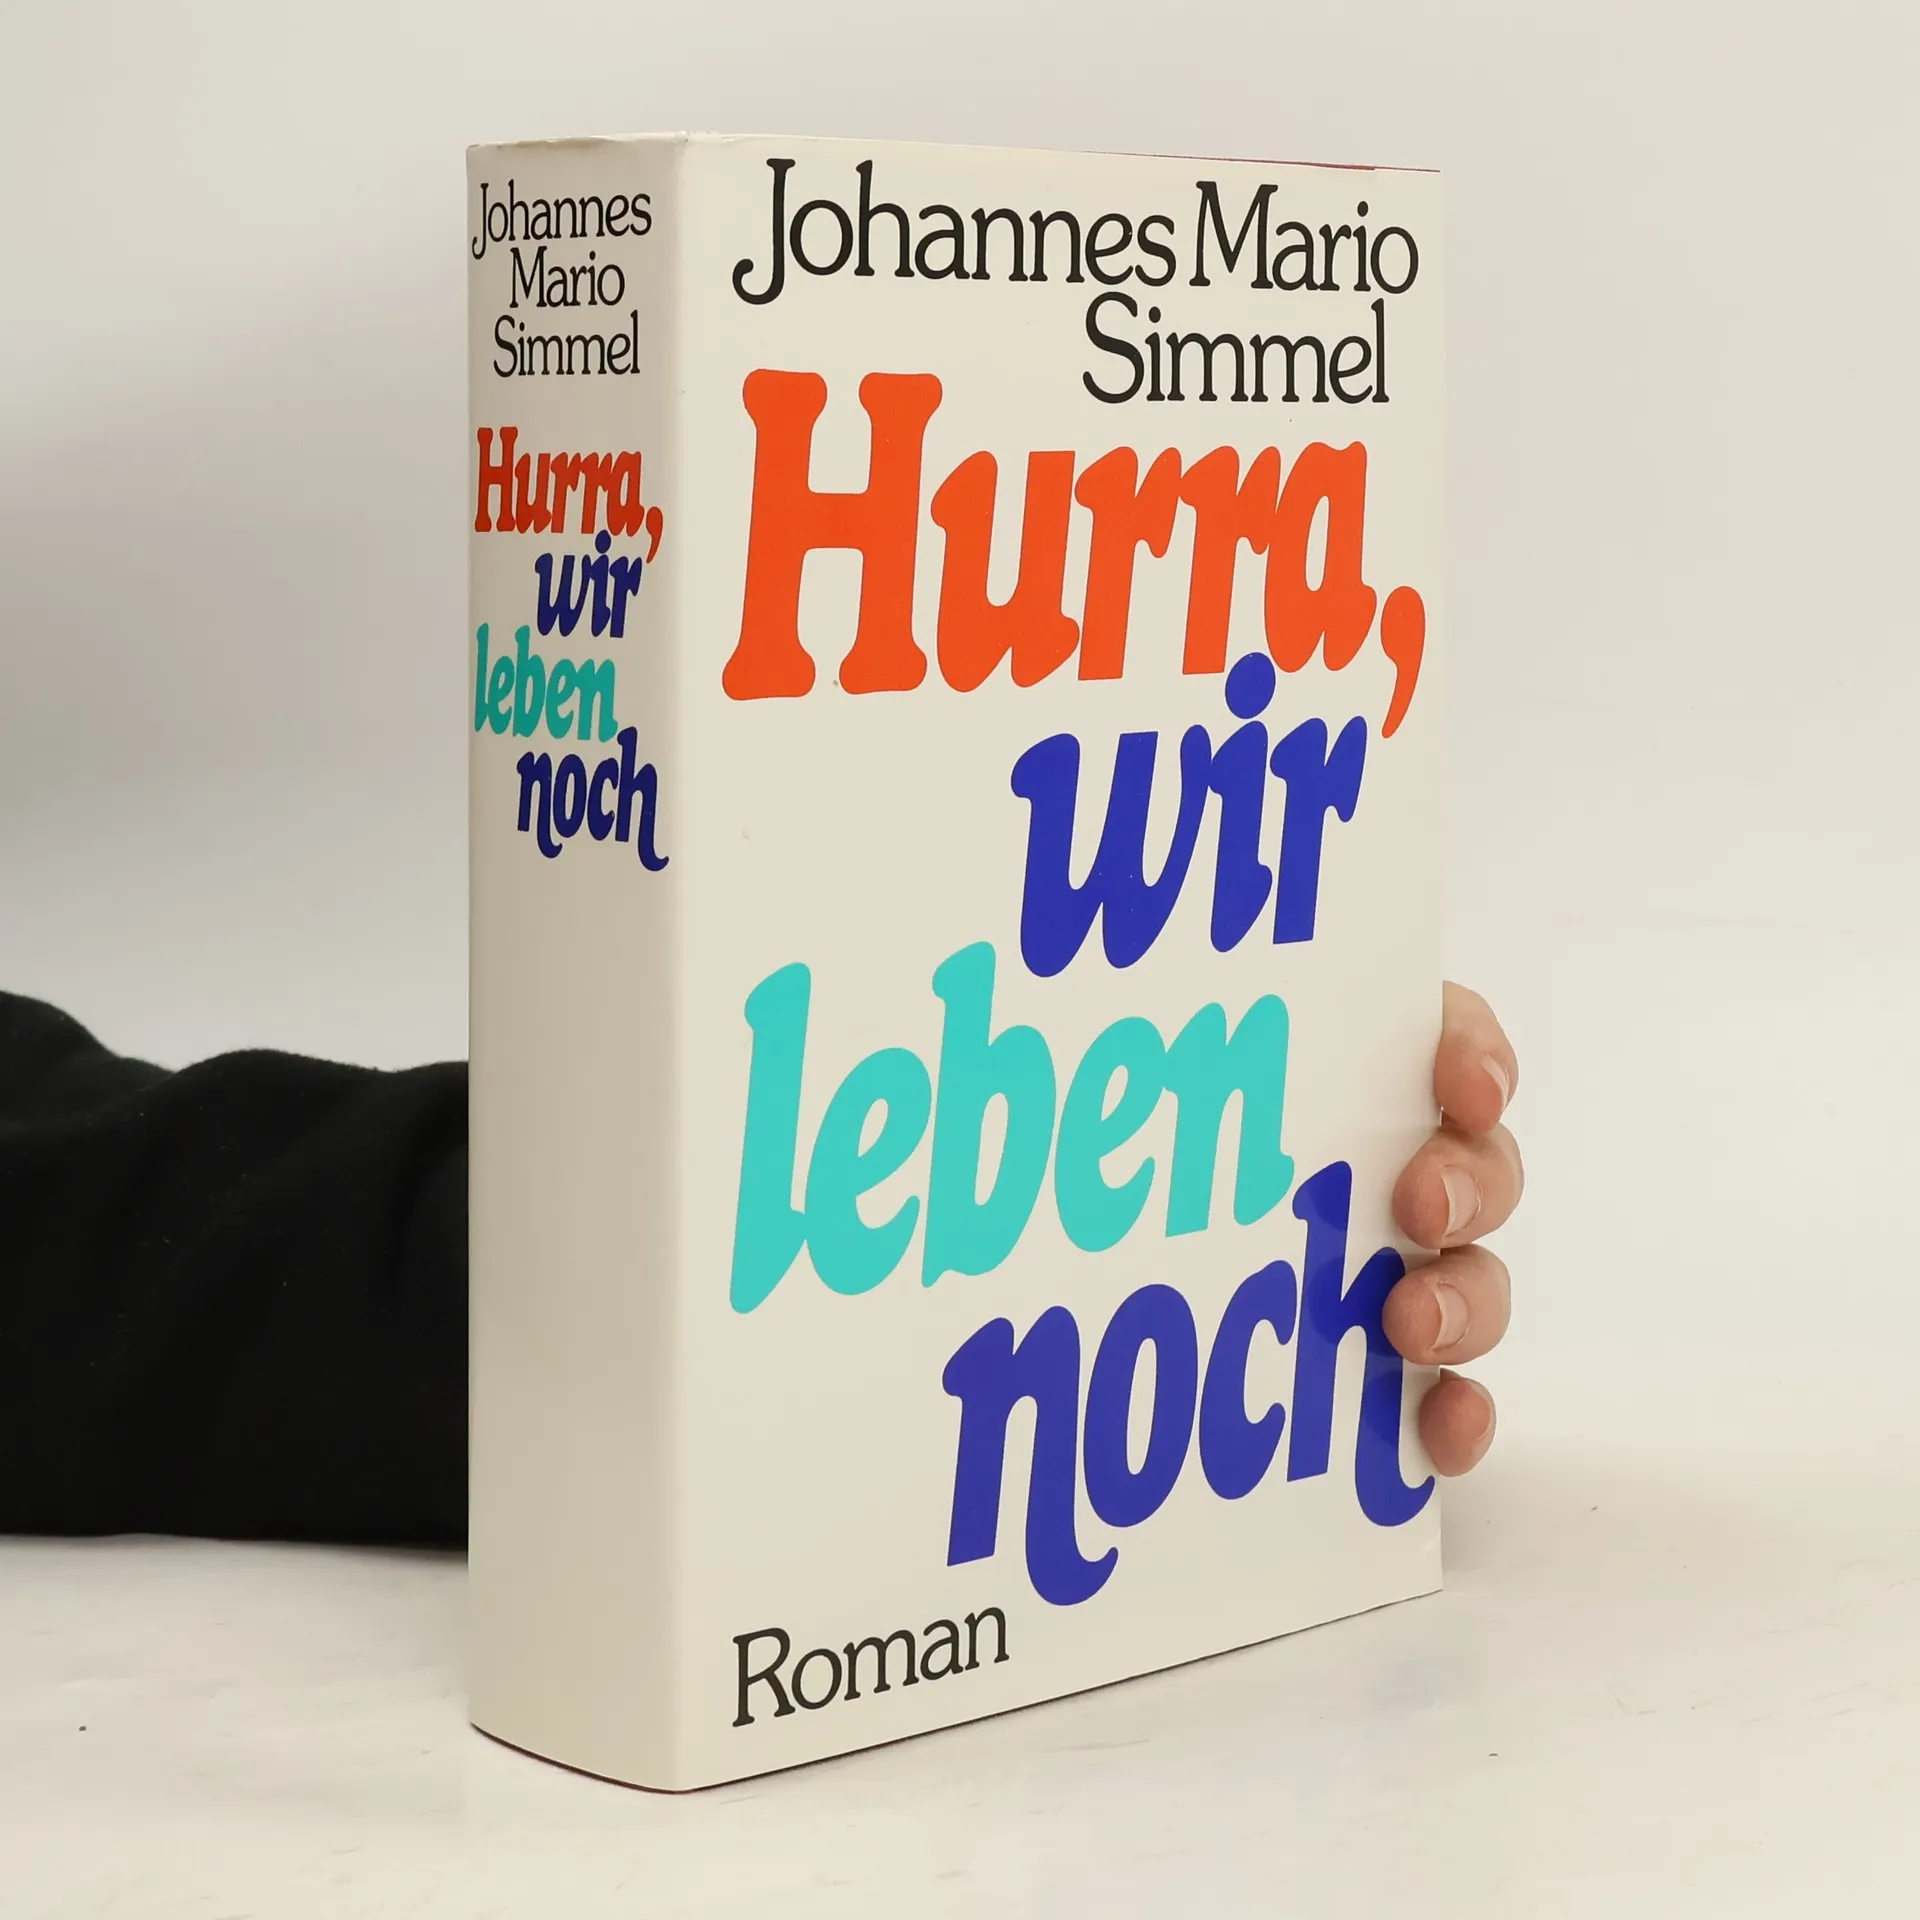 Johannes
Mario
Simmel
Hurra,
wir
leben
noch
Johannes Mario
Simmel
Hurra,
wir
leben
noch
Roman